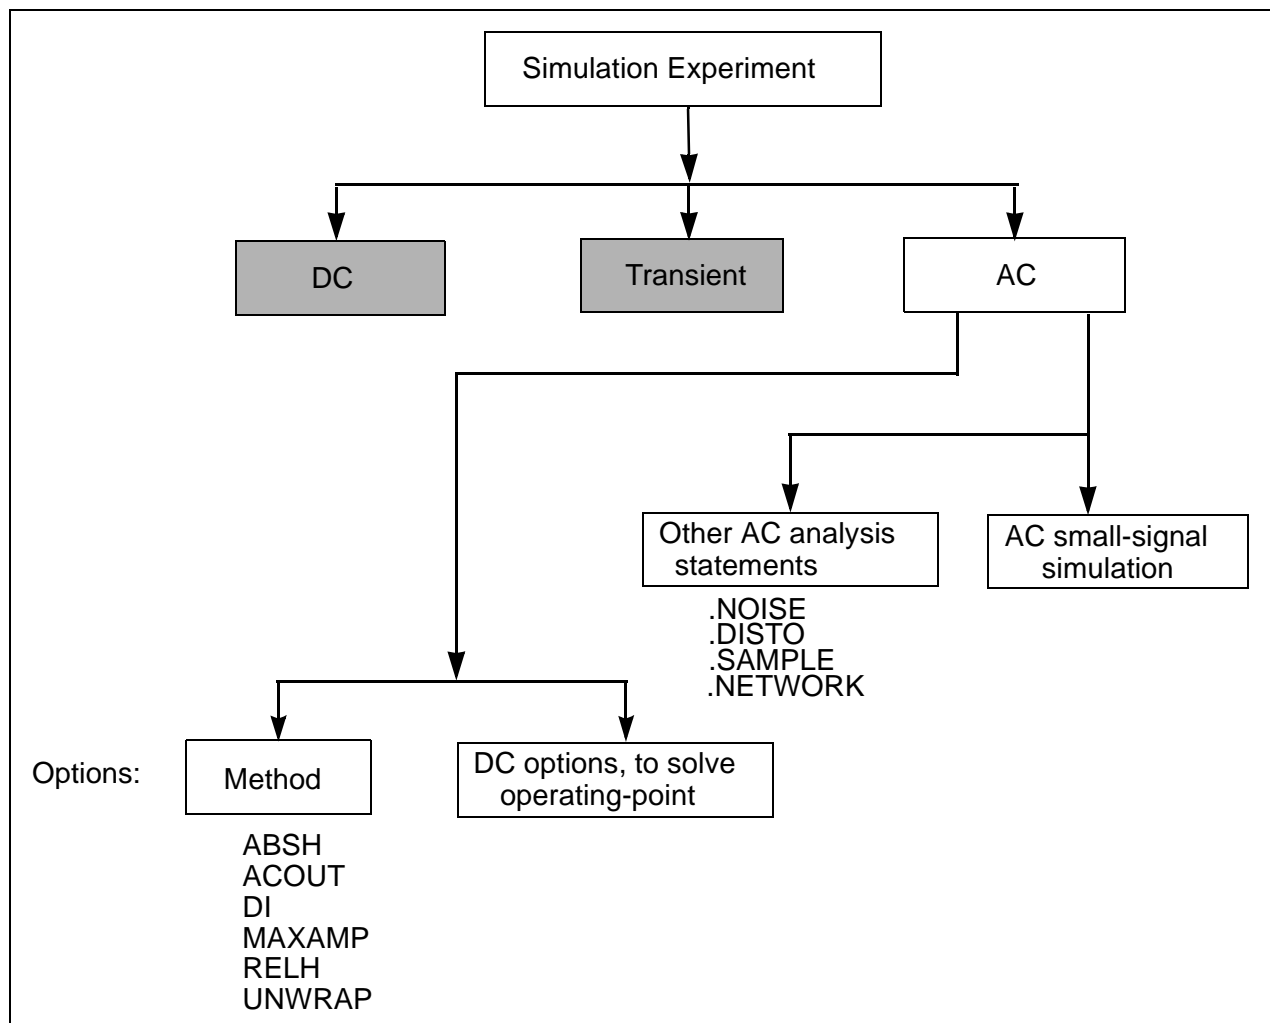 Simulation Experiment
DC
Transient
AC
Other AC analysis
statements
AC small-signal
simulation
.NOISE
.DISTO
.SAMPLE
.NETWORK
Options:
Method
DC options, to solve
operating-point
ABSH
ACOUT
DI
MAXAMP
RELH
UNWRAP